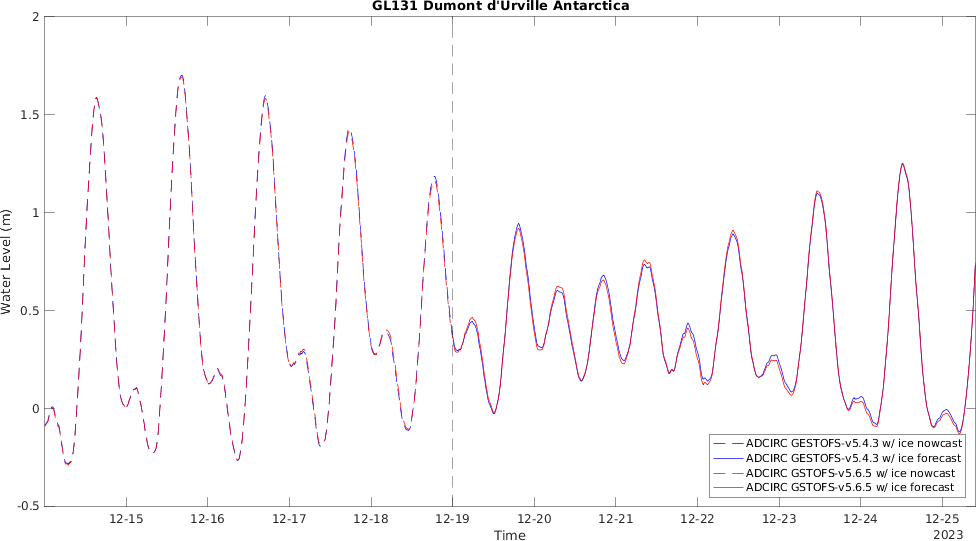 GL131 Dumont d'Urville Antarctica
2
1.5
1
0.5
0
-0.5
Water Level (m)
12-15 12-16 12-17 12-18 12-19 12-20 12-21 12-22 12-23 12-24 12-25
2023
Time
ADCIRC GESTOFS-v5.4.3 w/ ice nowcast
ADCIRC GESTOFS-v5.4.3 w/ ice forecast
ADCIRC GSTOFS-v5.6.5 w/ ice nowcast
ADCIRC GSTOFS-v5.6.5 w/ ice forecast